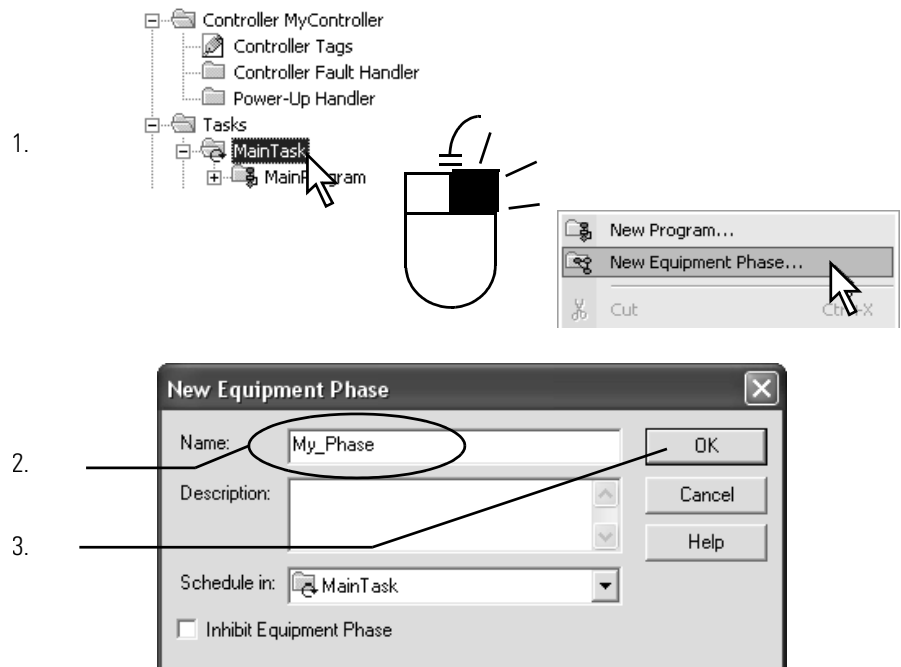 Controller MyController
Controller Tags
Controller Fault Handler
Power-Up Handler
Tasks
1.
MainTask
New Program...
New Equipment Phase...
Cut
New Equipment Phase
Name:
My_Phase
OK
2.
Description:
Cancel
3.
Help
Schedule in:
MainTask
Inhibit Equipment Phase